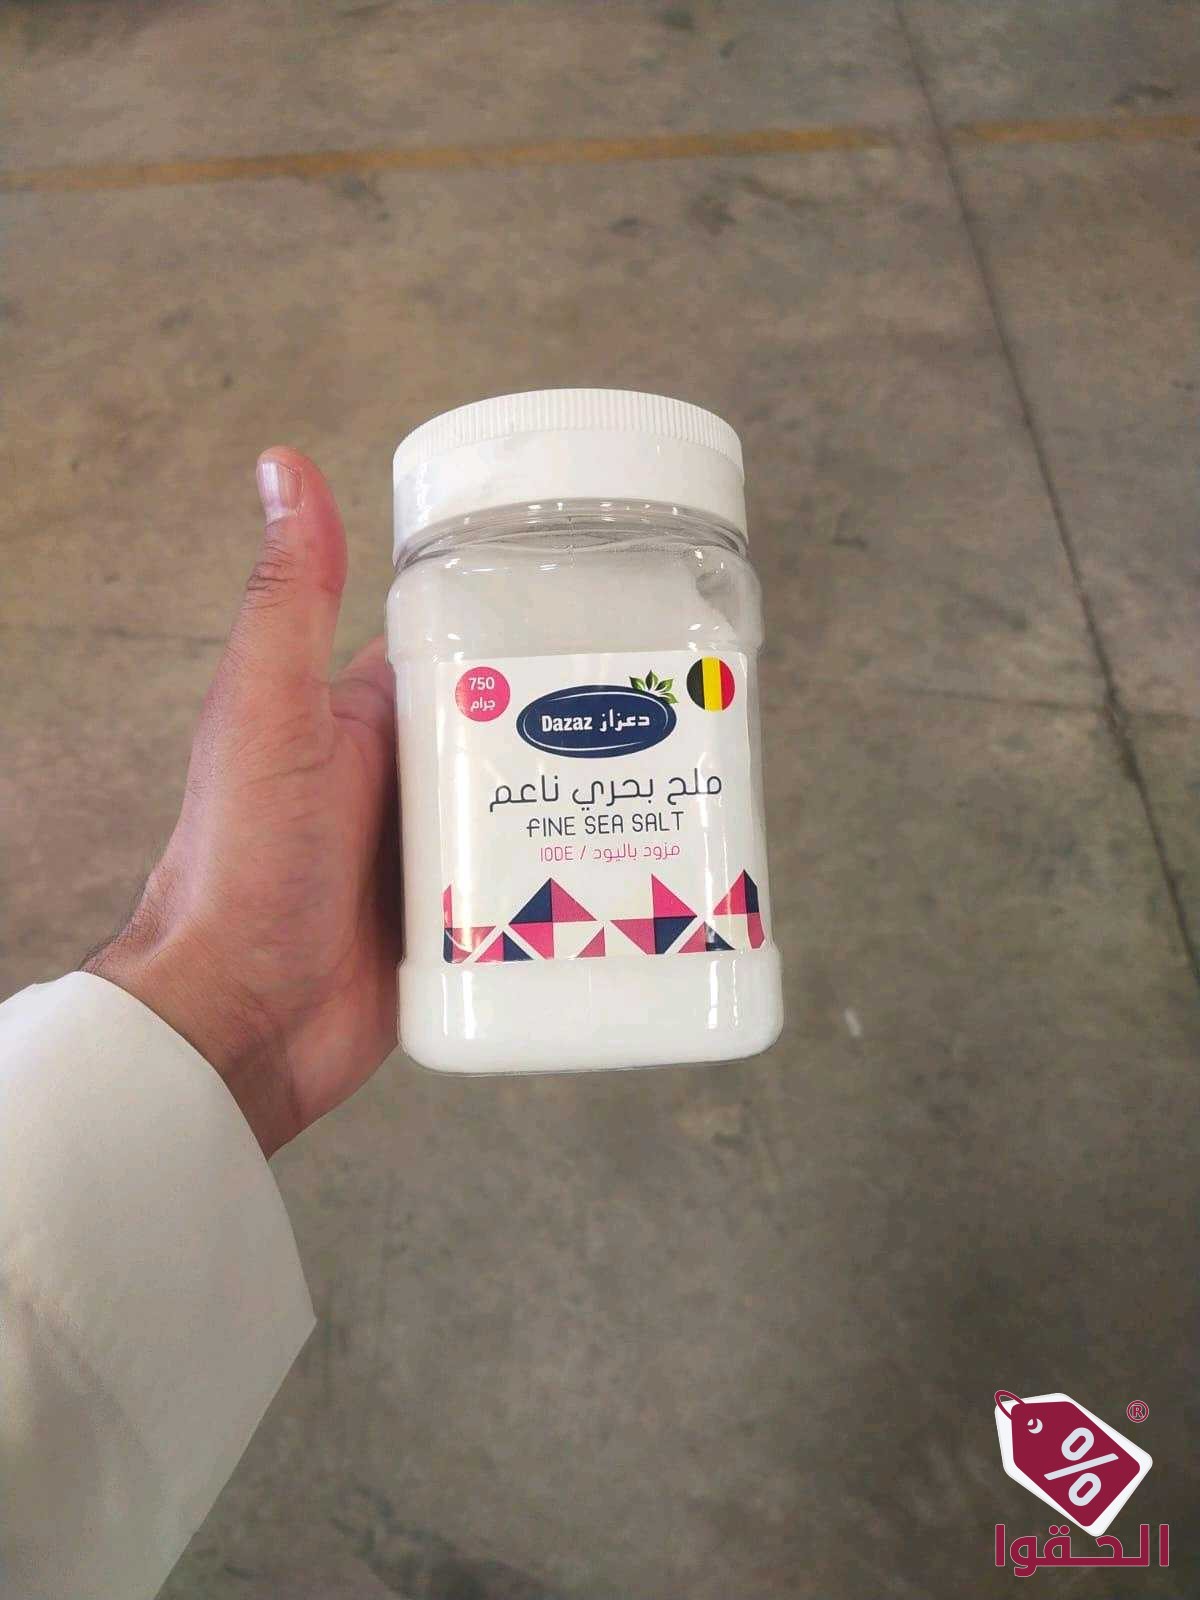 750
جرام
دعزاز Dazaz
ملح بحري ناعم
FINE SEA SALT
مزود باليود / IODE
®
%
الحقوا